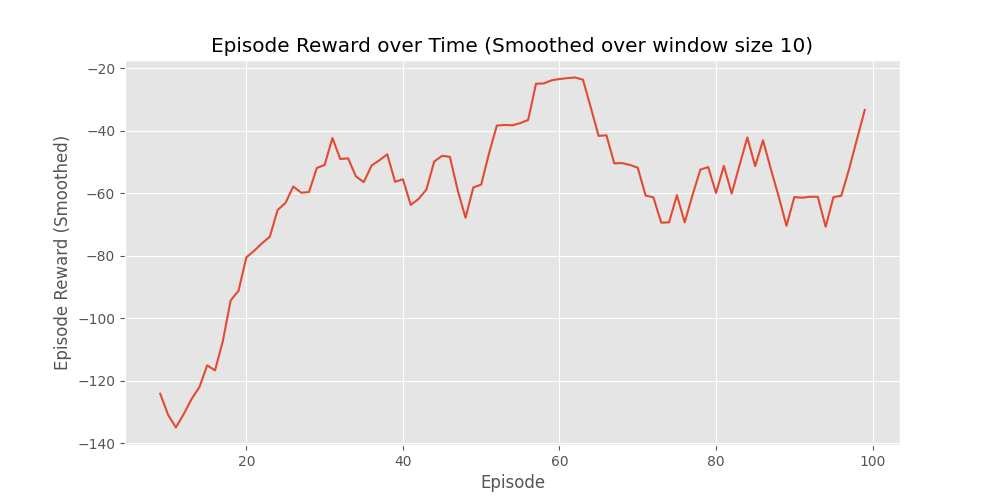 Episode Reward over Time (Smoothed over window size 10)
Episode Reward (Smoothed)
−20
−40
−60
−80
−100
−120
−140
20 40 60 80 100
Episode